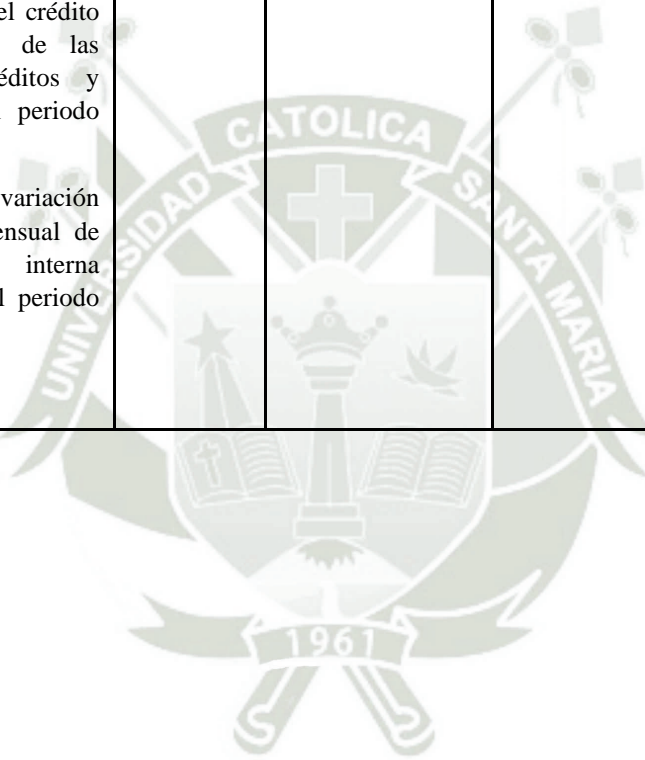 el crédito
de las
éditos y
periodo
variación
ensual de
interna
l periodo
UNIVERSIDAD CATOLICA SANTA MARIA
1961